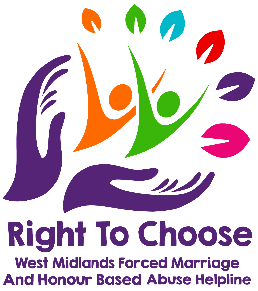 Right To Choose
West Midlands Forced Marriage
And Honour Based Abuse Helpline